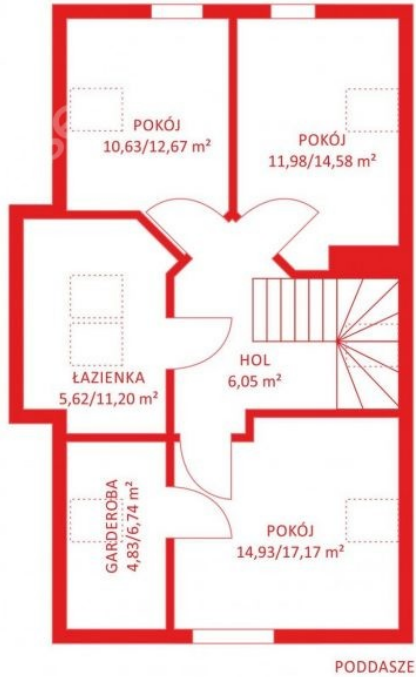 POKÓJ
10,63/12,67 m²
POKÓJ
11,98/14,58 m²
ŁAZIENKA
5,62/11,20 m²
HOL
6,05 m²
GARDEROBA
4,83/6,74 m²
POKÓJ
14,93/17,17 m²
PODDASZE